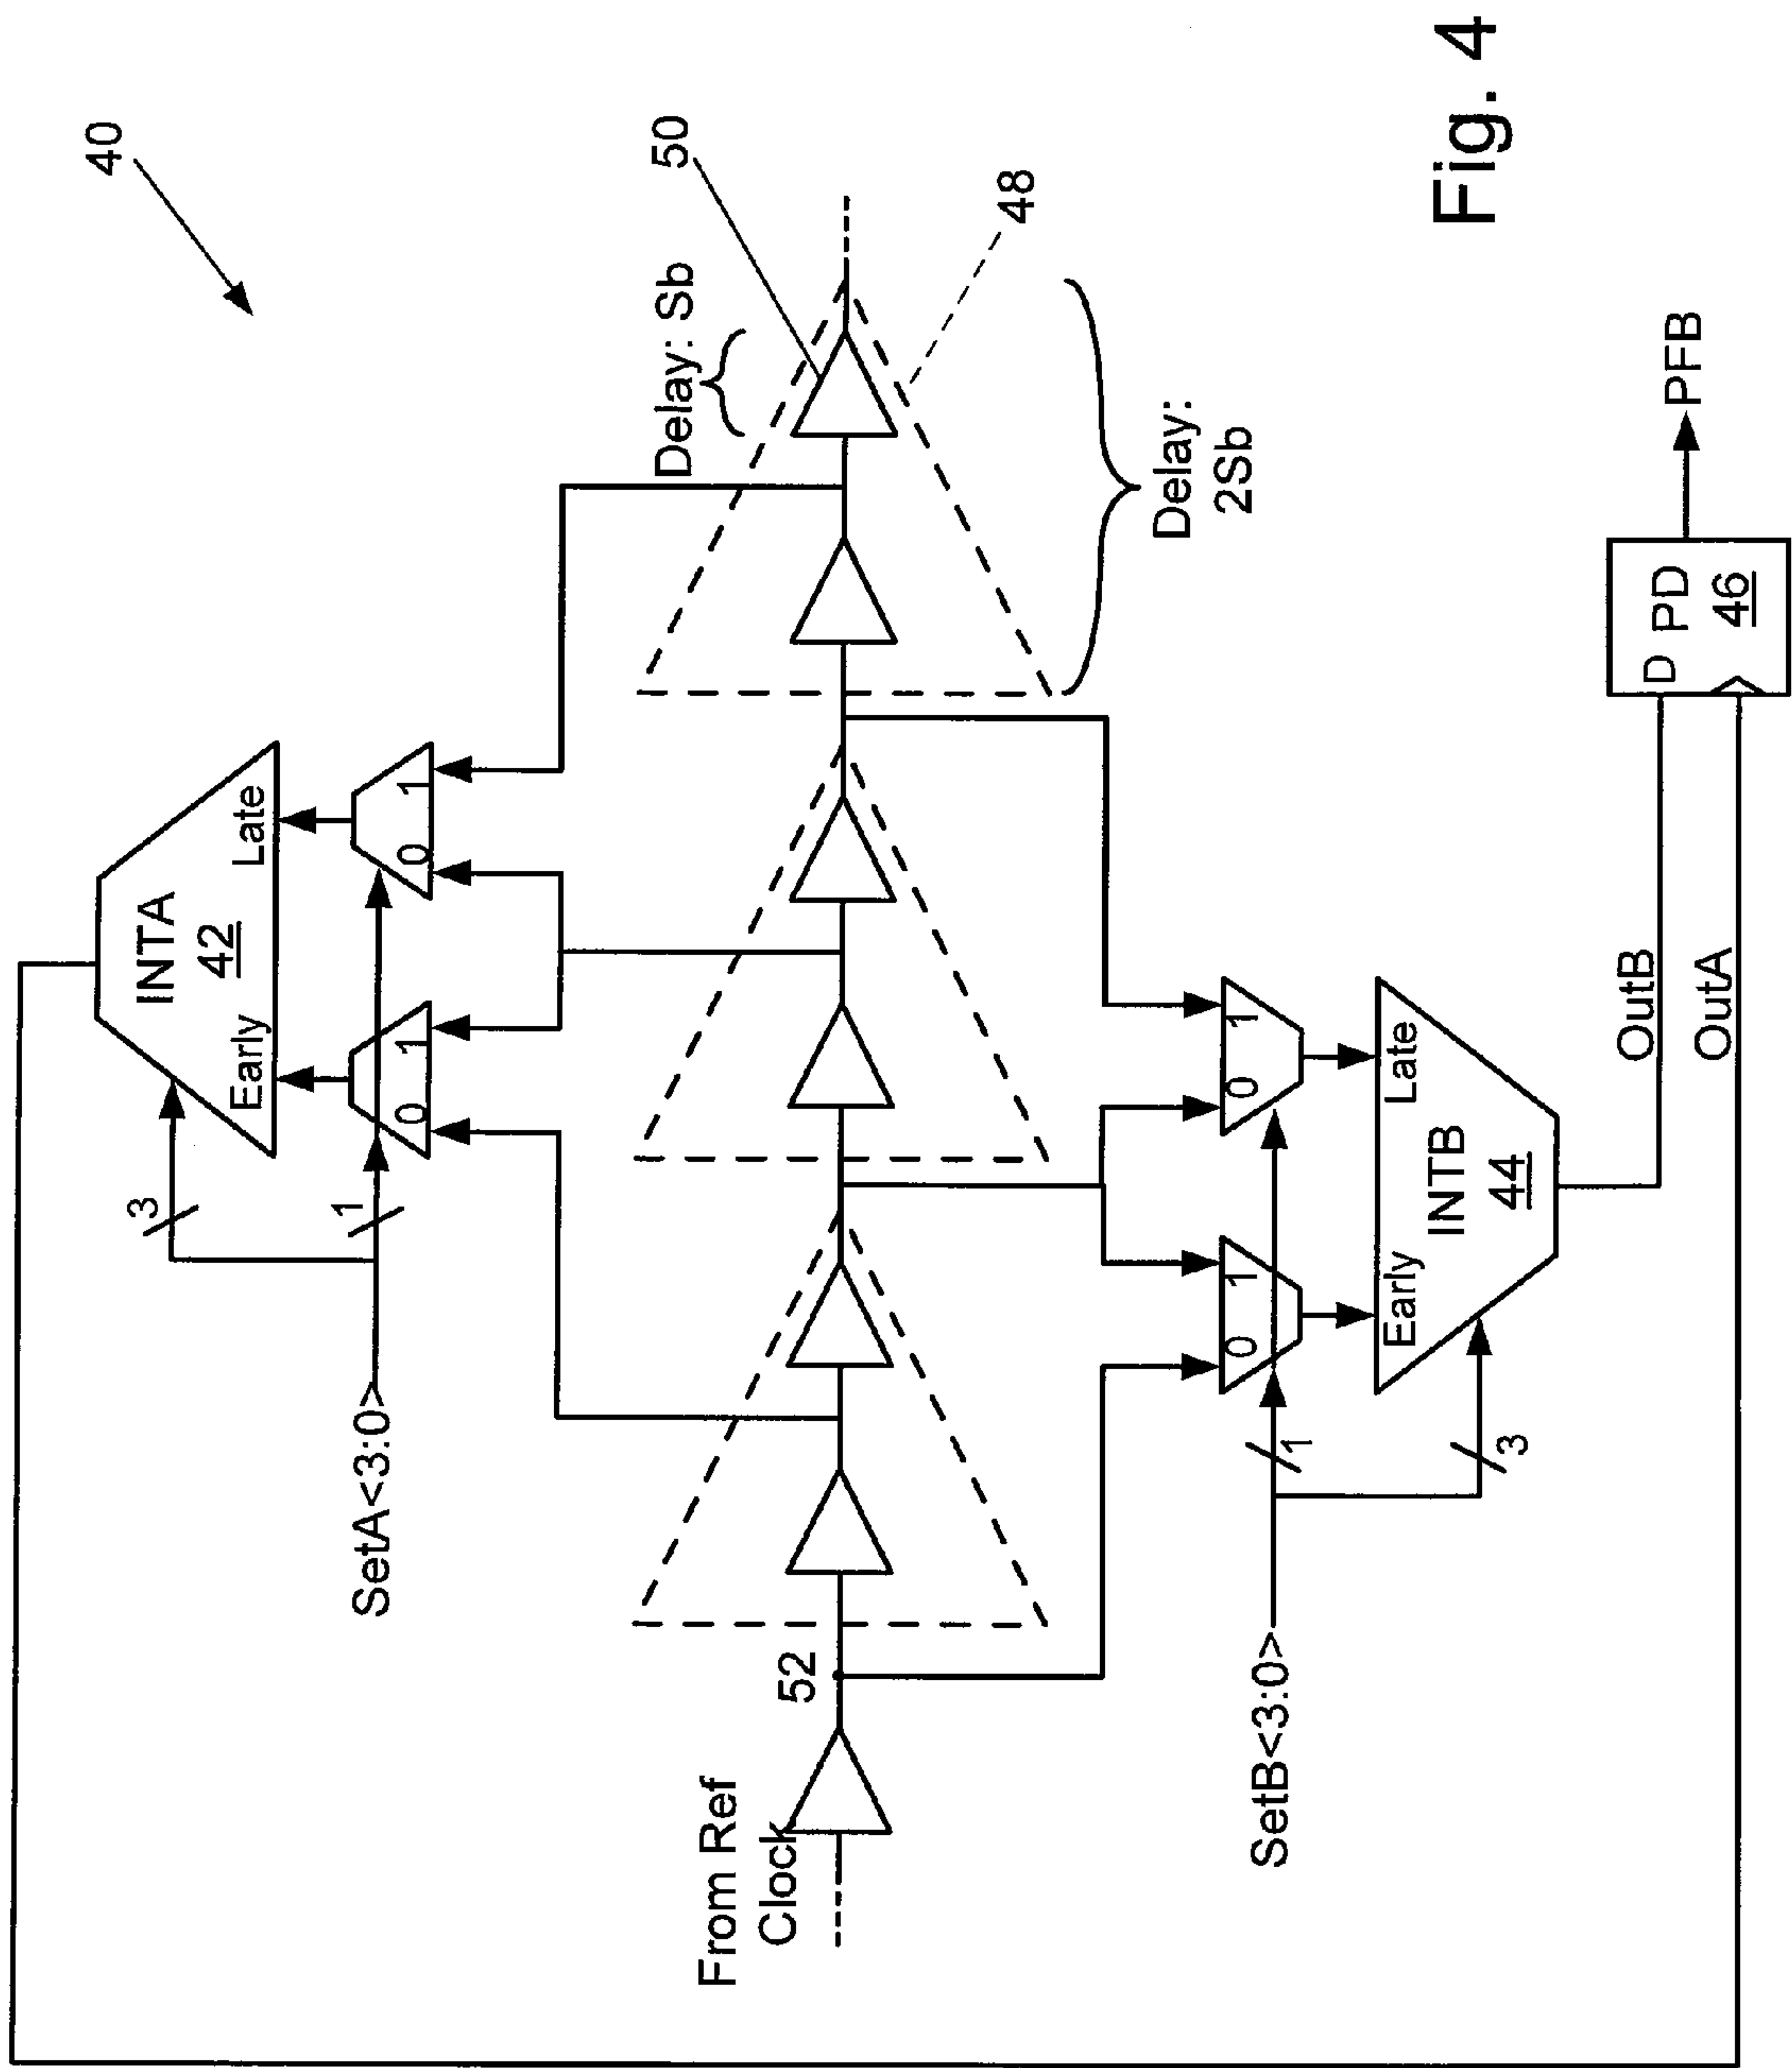 40
INTA
42
Early
Late
3
1
0 1
0 1
SetA<3:0>
Delay: Sb
50
From Ref
Clock
52
48
Delay:
2Sb
SetB<3:0>
1
3
0 1
0 1
Early
Late
INTB
44
OutB
OutA
D PD
46
PFB
Fig. 4